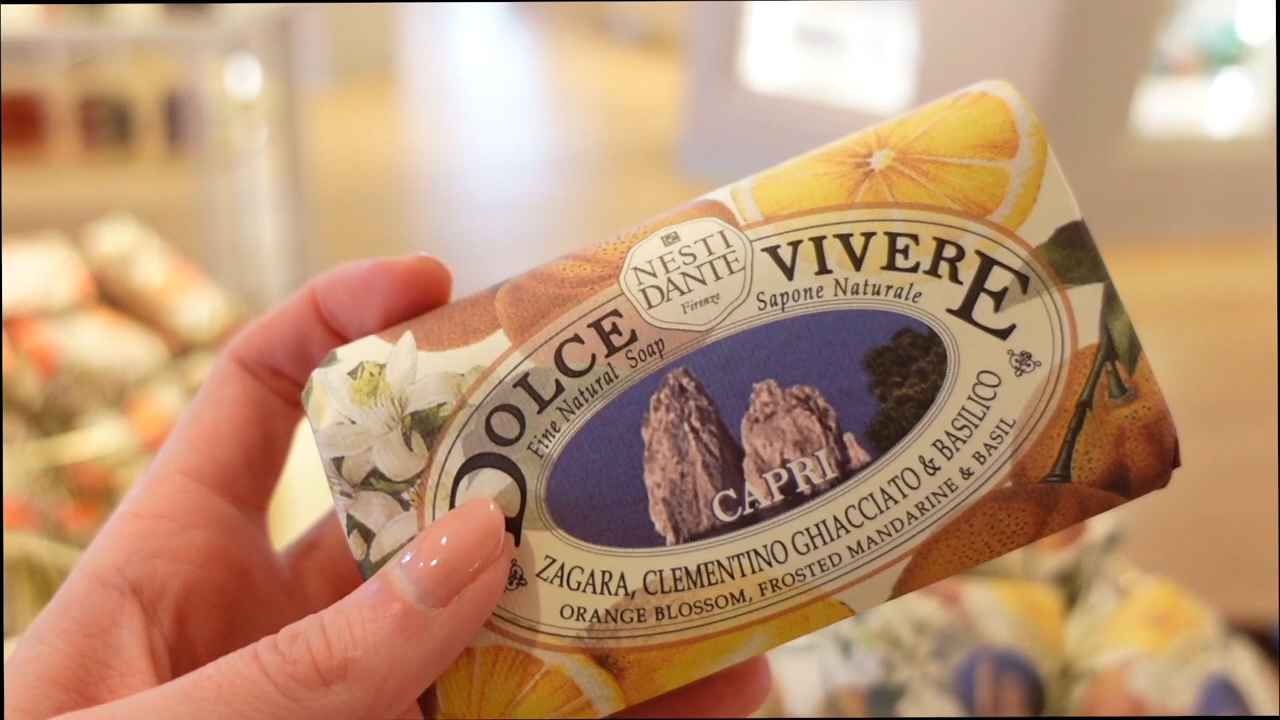 NESTI
DANTE
Firenze
DOLCE VIVERE
Fine Natural Soap
Sapone Naturale
CAPRI
ZAGARA, CLEMENTINO GHIACCIATO & BASILICO
ORANGE BLOSSOM, FROSTED MANDARINE & BASIL